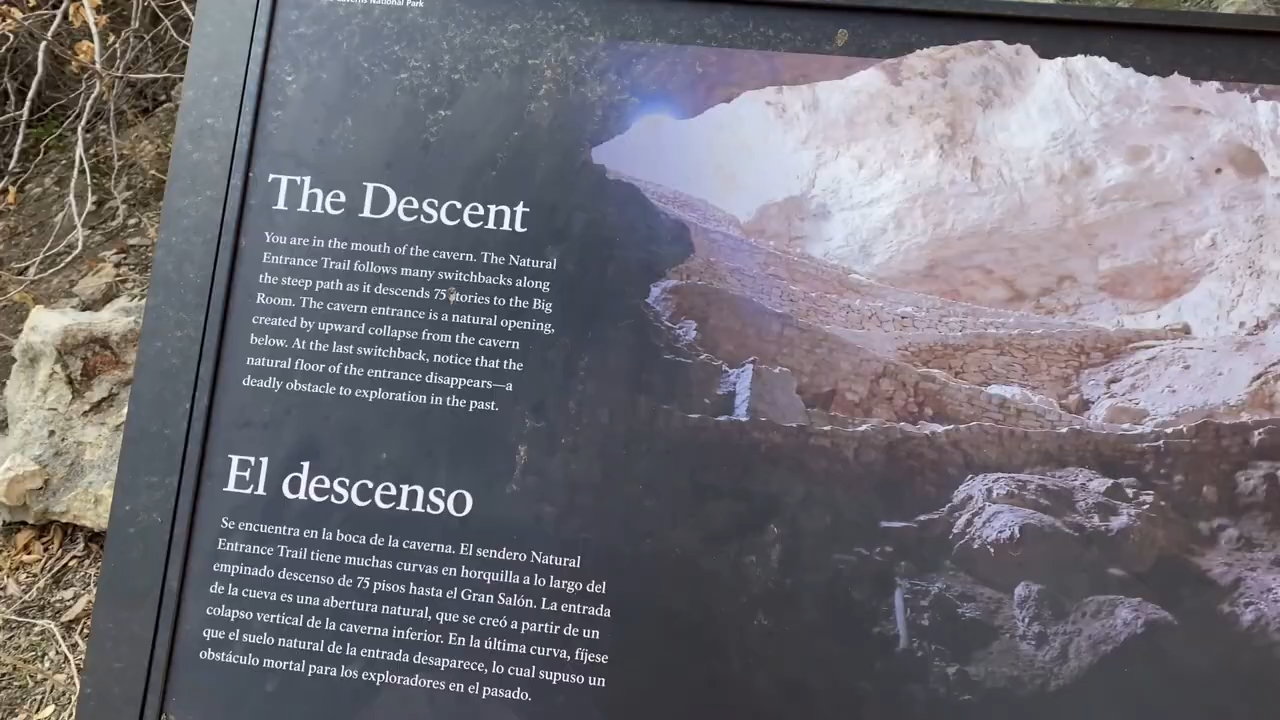 Caverns National Park
The Descent
You are in the mouth of the cavern. The Natural
Entrance Trail follows many switchbacks along
the steep path as it descends 75 stories to the Big
Room. The cavern entrance is a natural opening,
created by upward collapse from the cavern
below. At the last switchback, notice that the
natural floor of the entrance disappears—a
deadly obstacle to exploration in the past.
El descenso
Se encuentra en la boca de la caverna. El sendero Natural
Entrance Trail tiene muchas curvas en horquilla a lo largo del
empinado descenso de 75 pisos hasta el Gran Salón. La entrada
de la cueva es una abertura natural, que se creó a partir de un
colapso vertical de la caverna inferior. En la última curva, fíjese
que el suelo natural de la entrada desaparece, lo cual supuso un
obstáculo mortal para los exploradores en el pasado.